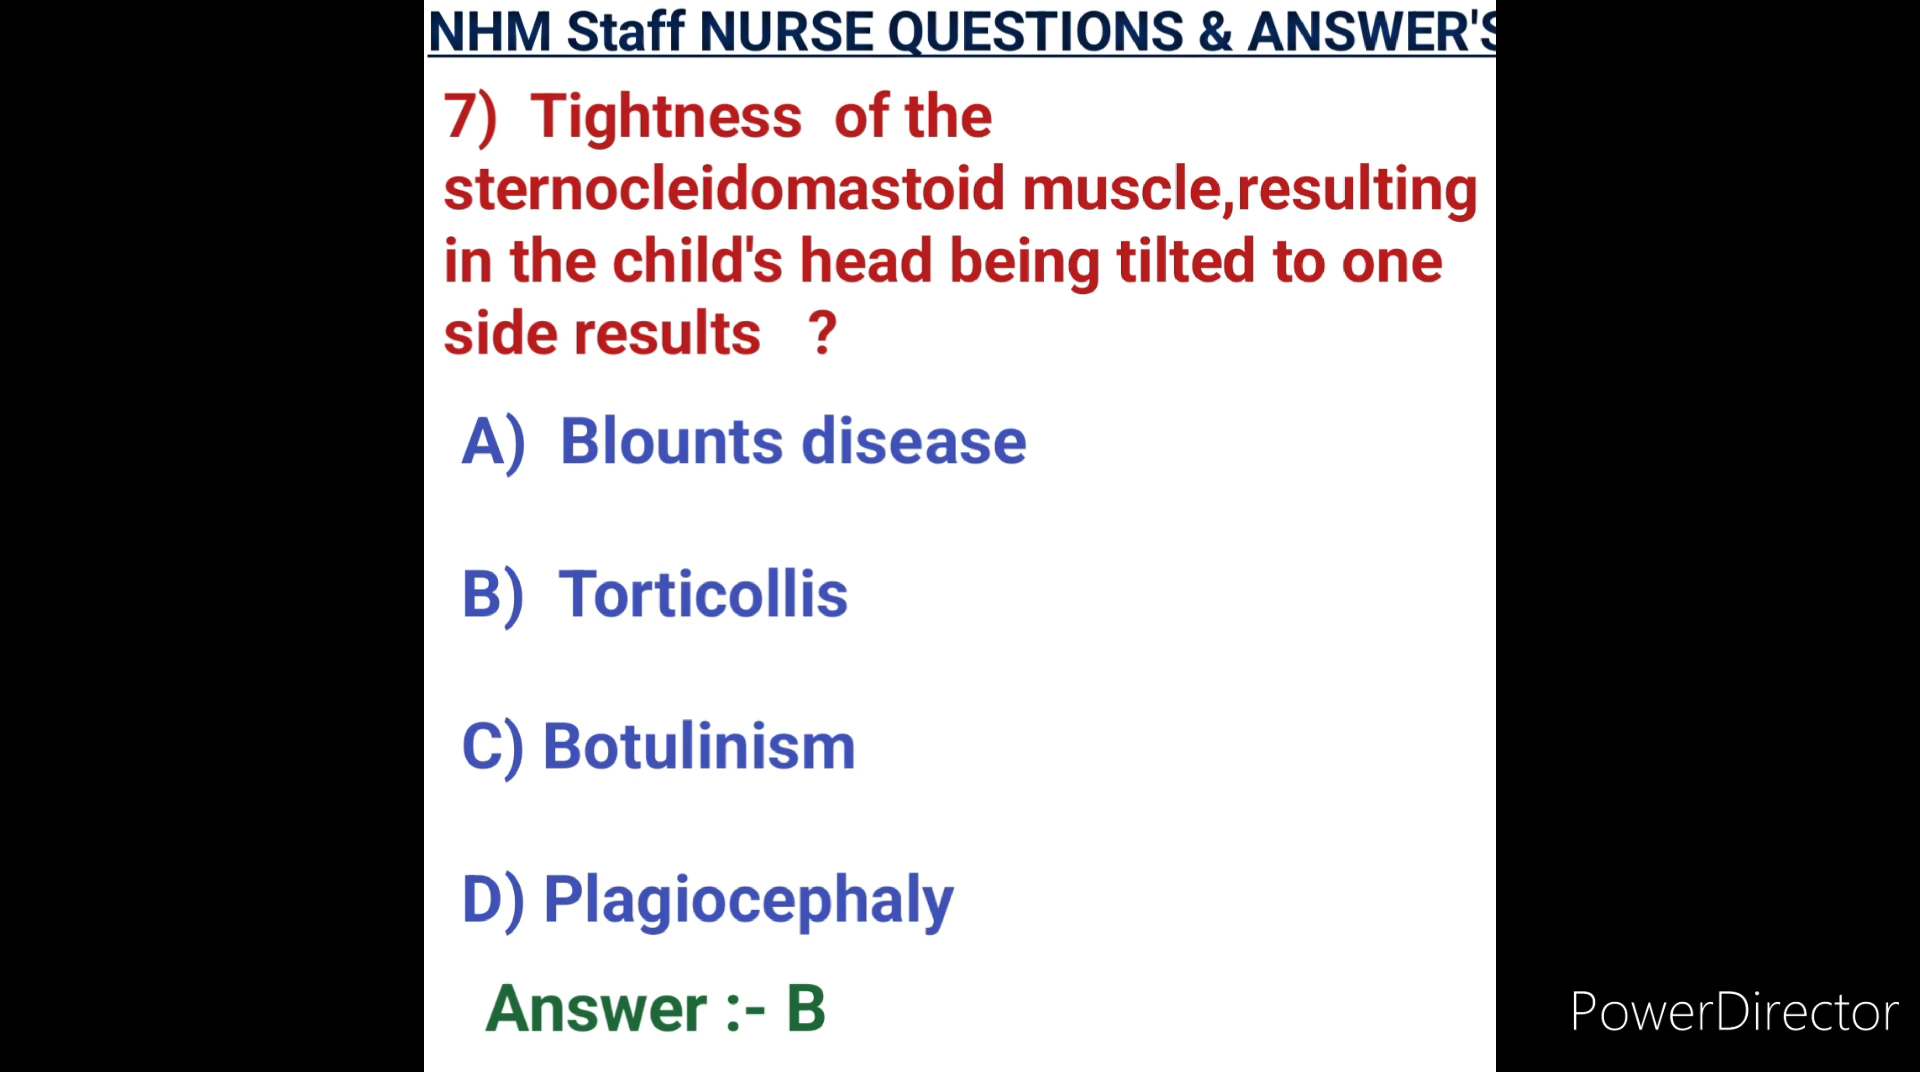 NHM Staff NURSE QUESTIONS & ANSWER'S
7) Tightness of the
sternocleidomastoid muscle,resulting
in the child's head being tilted to one
side results ?
A) Blounts disease
B) Torticollis
C) Botulinism
D) Plagiocephaly
Answer :- B
PowerDirector